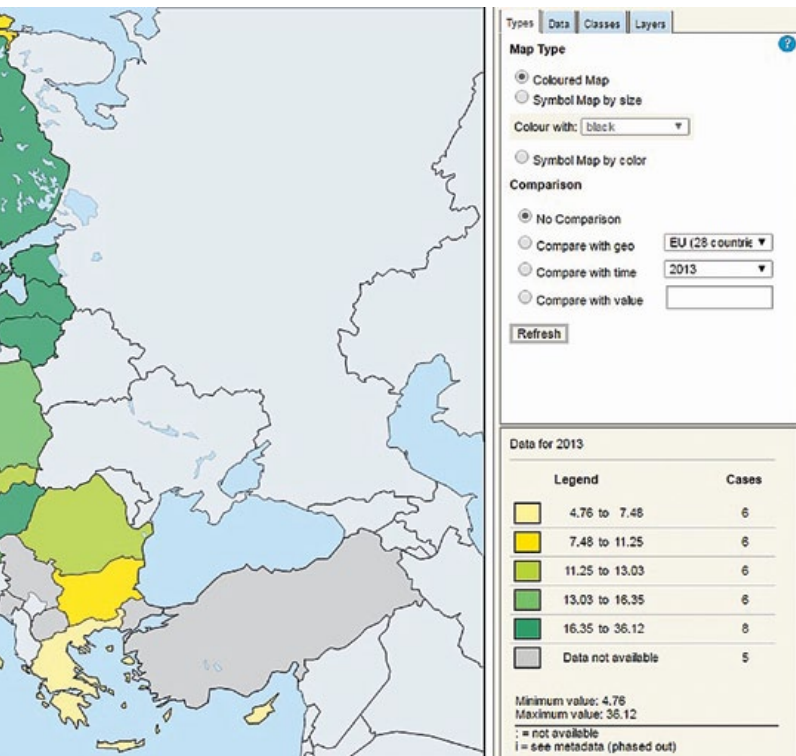 Types Data Classes Layers
Map Type
?
Coloured Map
Symbol Map by size
Colour with: black
Symbol Map by color
Comparison
No Comparison
Compare with geo EU (28 countrie
Compare with time 2013
Compare with value
Refresh
Data for 2013
Legend Cases
4.76 to 7.48 6
7.48 to 11.25 6
11.25 to 13.03 6
13.03 to 16.35 6
16.35 to 36.12 8
Data not available 5
Minimum value: 4.76
Maximum value: 36.12
: = not available
i = see metadata (phased out)